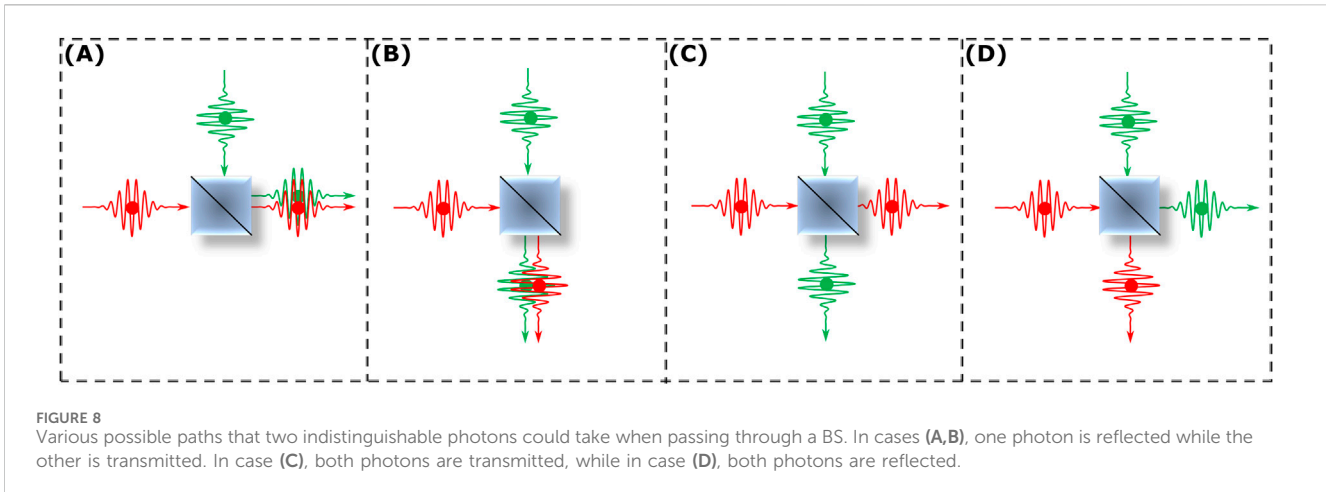 (A) (B) (C) (D)
FIGURE 8
Various possible paths that two indistinguishable photons could take when passing through a BS. In cases (A,B), one photon is reflected while the
other is transmitted. In case (C), both photons are transmitted, while in case (D), both photons are reflected.